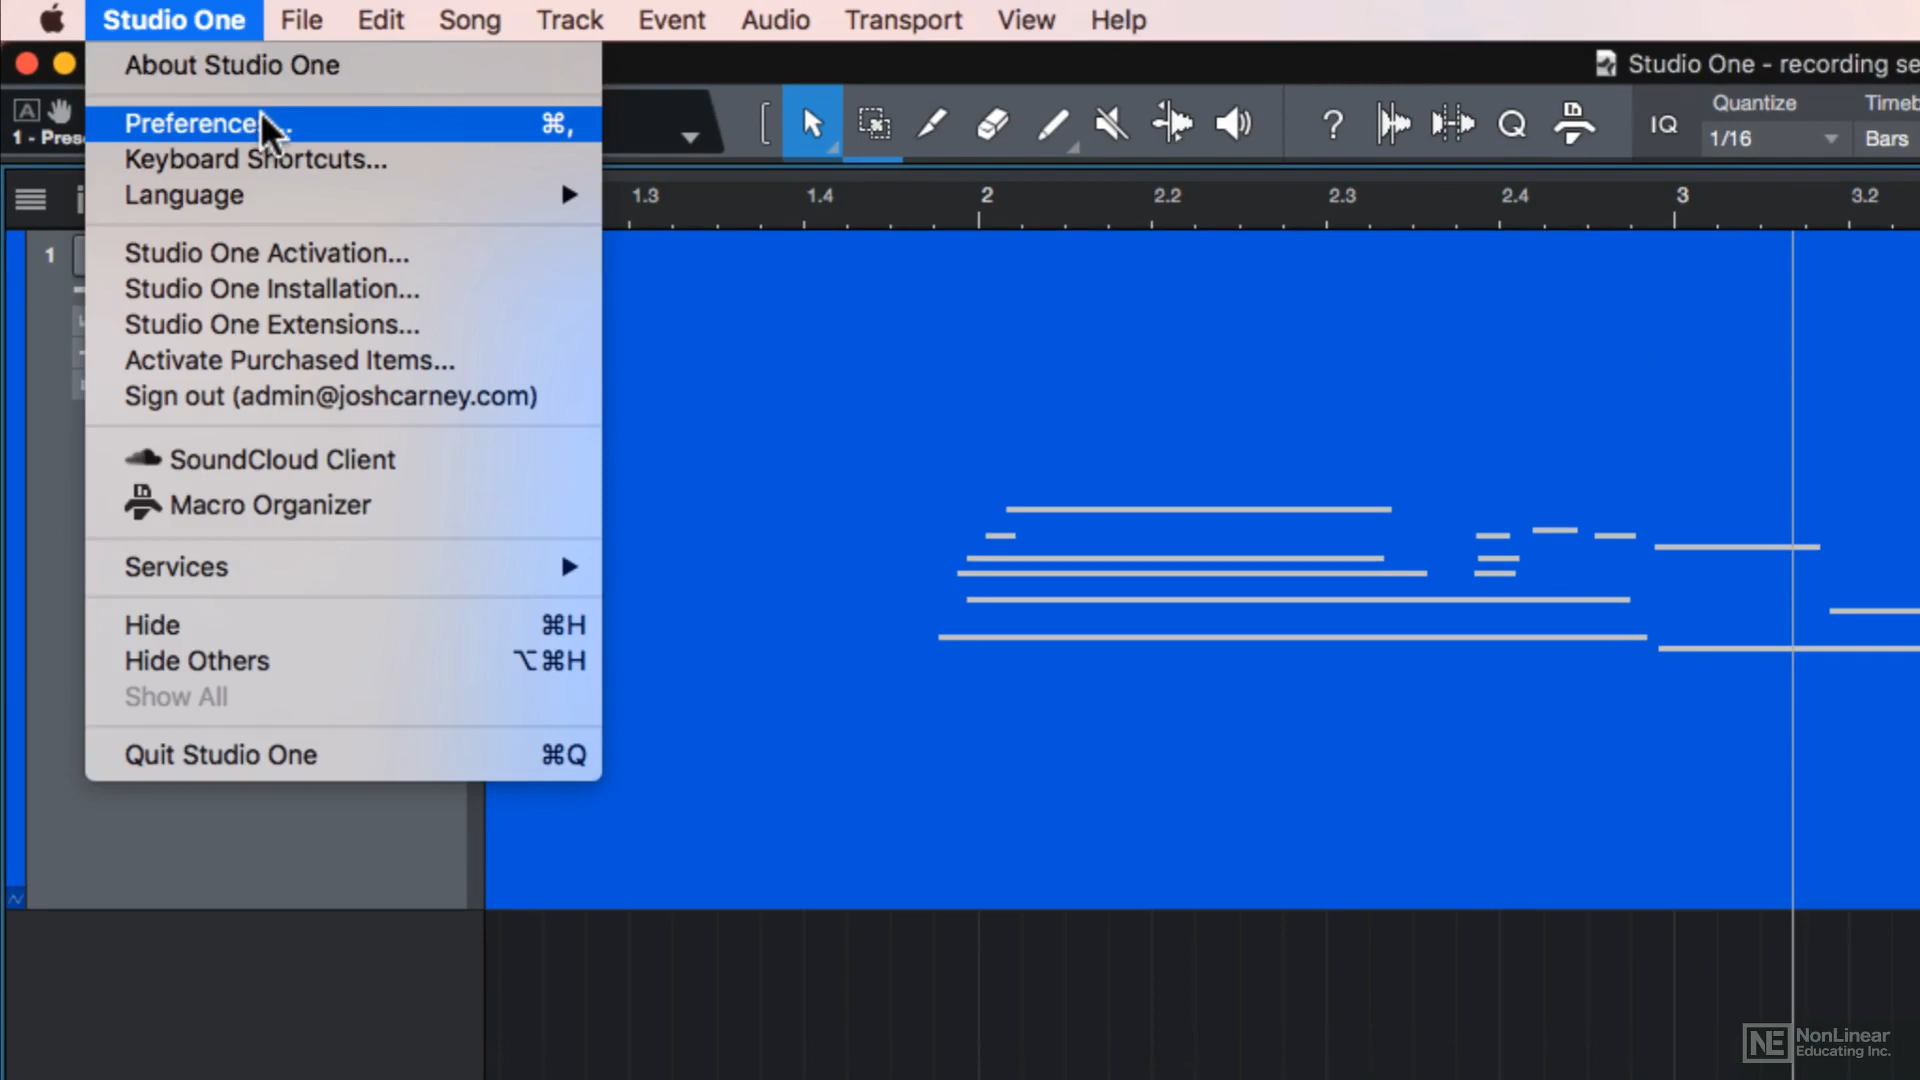 Studio One File Edit Song Track Event Audio Transport View Help
About Studio One
Studio One - recording se
Preference
⌘,
Keyboard Shortcuts...
Language
1 - Pres
A
?
Q
IQ
Quantize
1/16
Timeb
Bars
1.3 1.4 2 2.2 2.3 2.4 3 3.2
1
Studio One Activation...
Studio One Installation...
Studio One Extensions...
Activate Purchased Items...
Sign out (admin@joshcarney.com)
SoundCloud Client
Macro Organizer
Services
Hide ⌘H
Hide Others ⌥⌘H
Show All
Quit Studio One ⌘Q
NE NonLinear
Educating Inc.